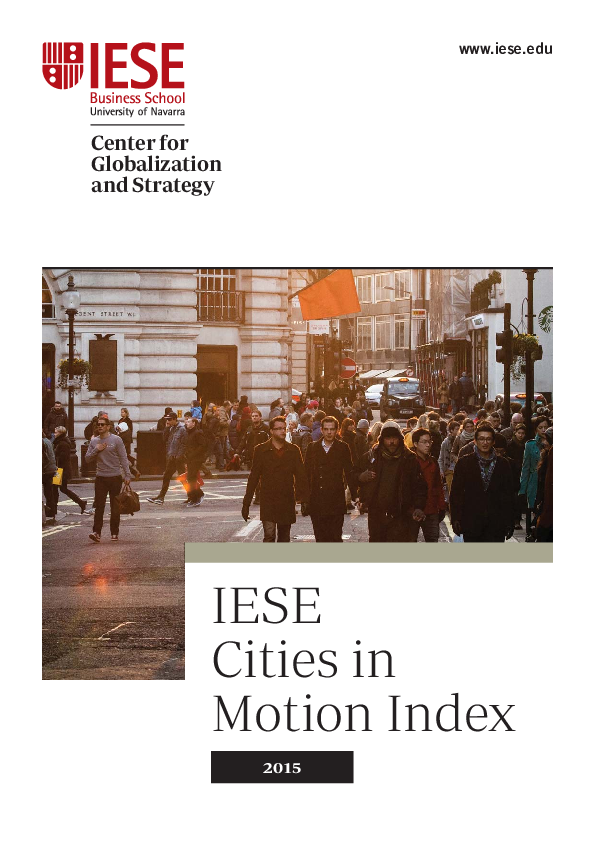 www.iese.edu
IESE
Business School
University of Navarra
Center for
Globalization
and Strategy
GENT STREET W1
IESE
Cities in
Motion Index
2015